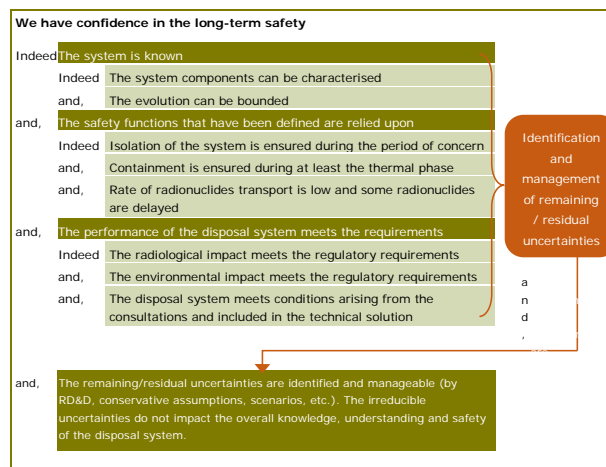 We have confidence in the long-term safety
Indeed The system is known
Indeed The system components can be characterised
and, The evolution can be bounded
and, The safety functions that have been defined are relied upon
Indeed Isolation of the system is ensured during the period of concern
and, Containment is ensured during at least the thermal phase
and, Rate of radionuclides transport is low and some radionuclides
are delayed
and, The performance of the disposal system meets the requirements
Indeed The radiological impact meets the regulatory requirements
and, The environmental impact meets the regulatory requirements
and, The disposal system meets conditions arising from the
consultations and included in the technical solution
Identification
and
management
of remaining
/ residual
uncertainties
a
n
d
,
and, The remaining/residual uncertainties are identified and manageable (by
RD&D, conservative assumptions, scenarios, etc.). The irreducible
uncertainties do not impact the overall knowledge, understanding and safety
of the disposal system.